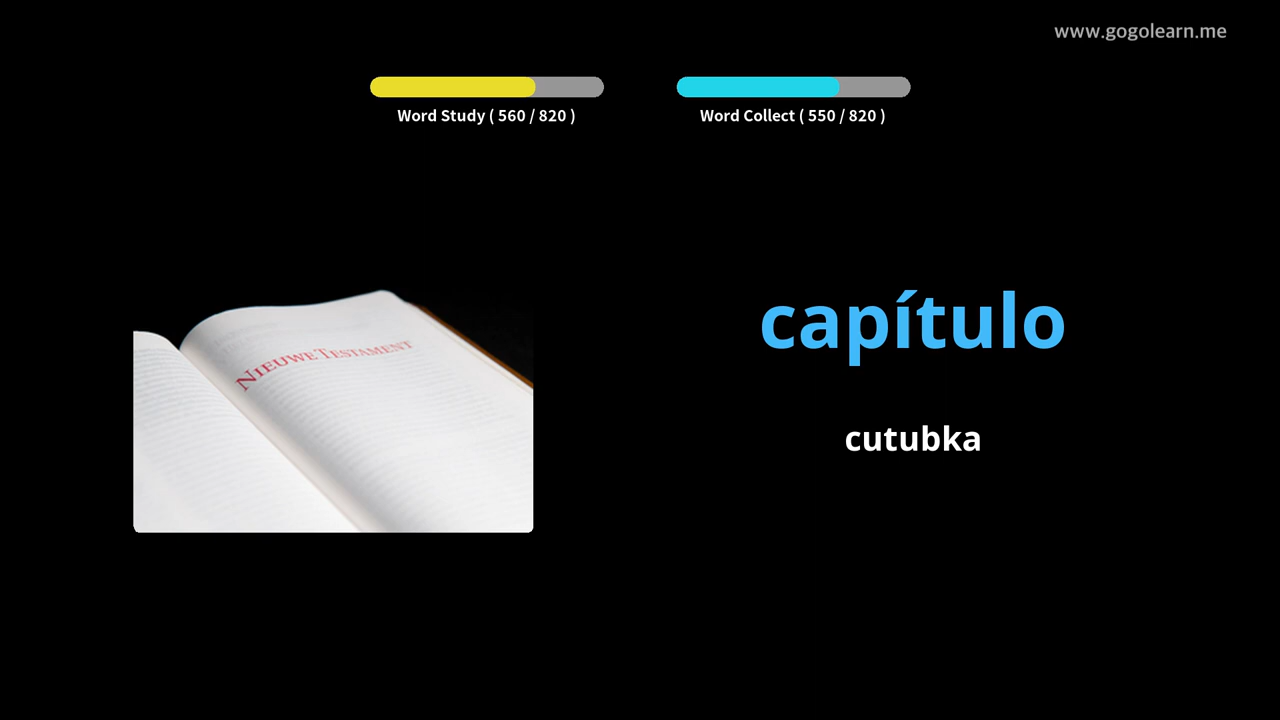 www.gogolearn.me
Word Study ( 560 / 820 )
Word Collect ( 550 / 820 )
NIEUWE TESTAMENT
capítulo
cutubka